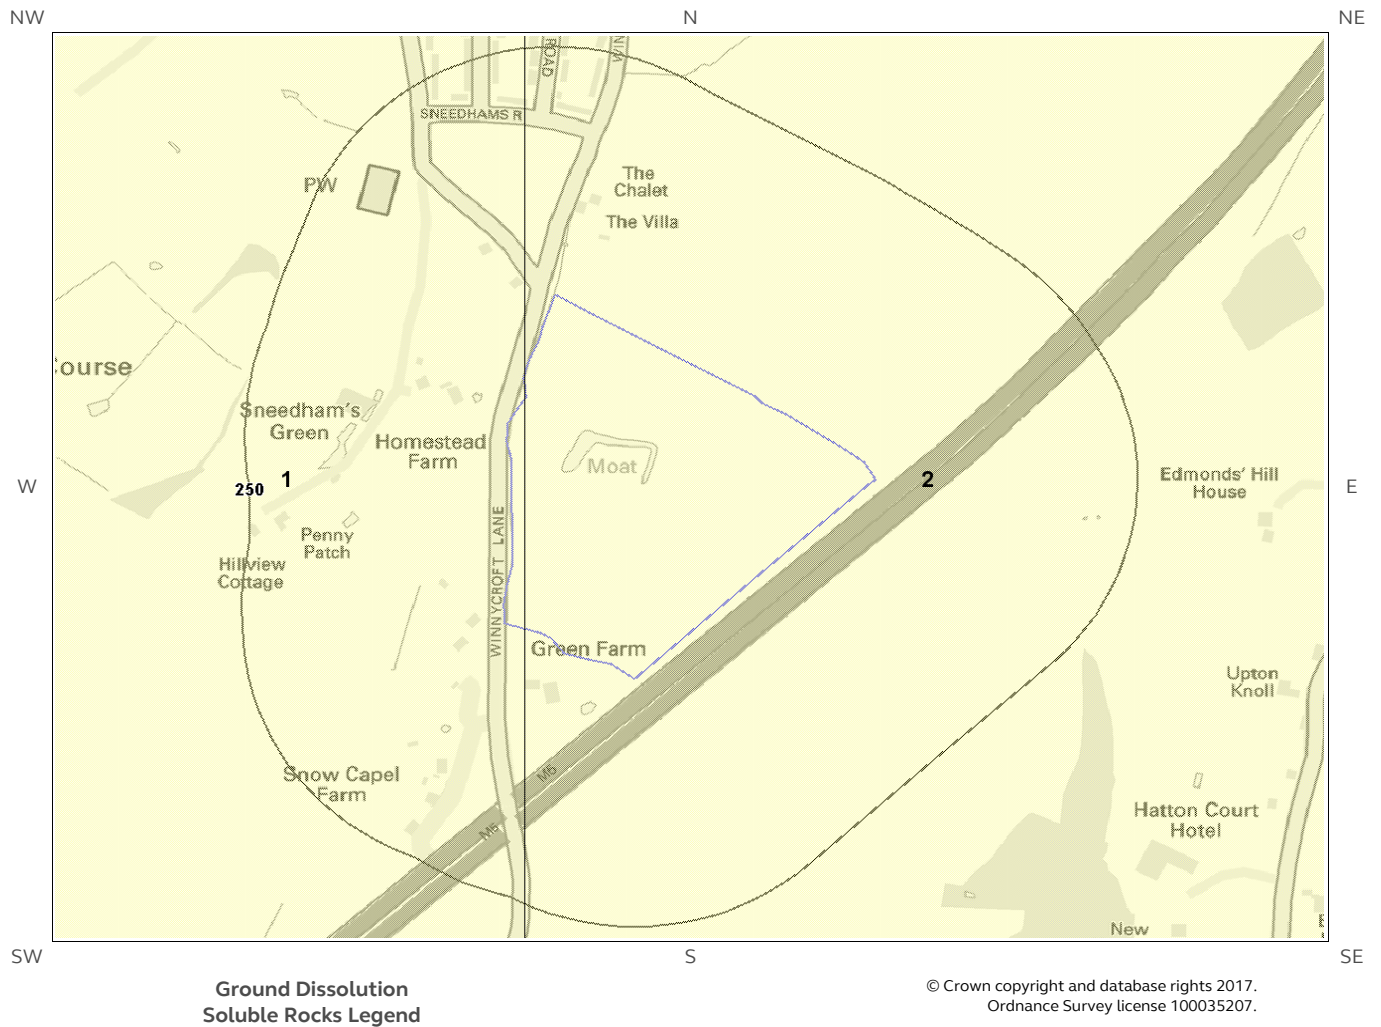 NW
N
NE
ROAD
SNEEDHAMS R
PW
The
Chalet
The Villa
Course
Sneedham's
Green
Homestead
Farm
Moat
250
1
2
W
E
Edmonds' Hill
House
Penny
Patch
Hillview
Cottage
WINNYCROFT LANE
Green Farm
Upton
Knoll
M5
Snow Capel
Farm
M5
Hatton Court
Hotel
New
SW
S
SE
Ground Dissolution
Soluble Rocks Legend
© Crown copyright and database rights 2017.
Ordnance Survey license 100035207.